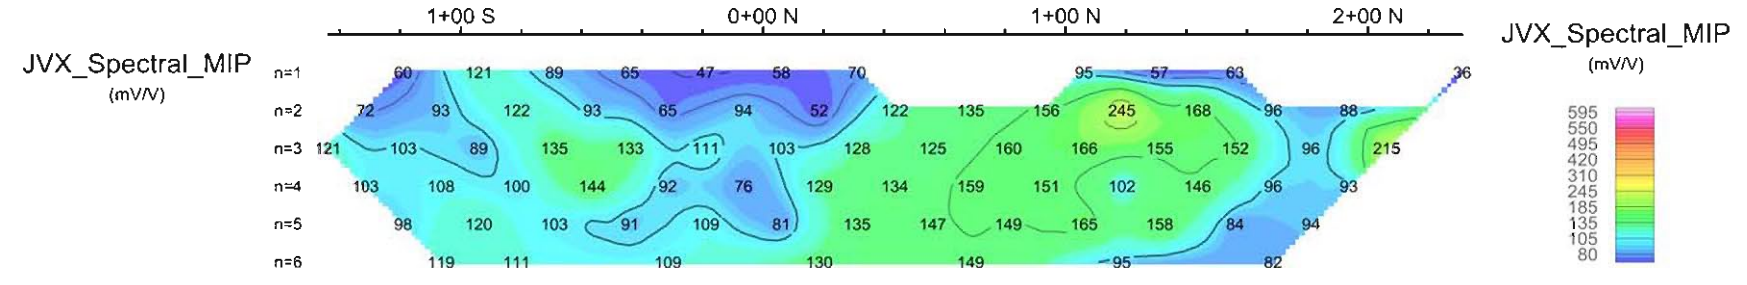 1+00 S 0+00 N 1+00 N 2+00 N
JVX_Spectral_MIP
(mV/V)
n=1 60 121 89 65 47 58 70 95 57 63 36
n=2 72 93 122 93 65 94 52 122 135 156 245 168 96 88
n=3 121 103 89 135 133 111 103 128 125 160 166 155 152 96 215
n=4 103 108 100 144 92 76 129 134 159 151 102 146 96 93
n=5 98 120 103 91 109 81 135 147 149 165 158 84 94
n=6 119 111 109 130 149 95 82
JVX_Spectral_MIP
(mV/V)
595
550
495
420
310
245
185
135
105
80